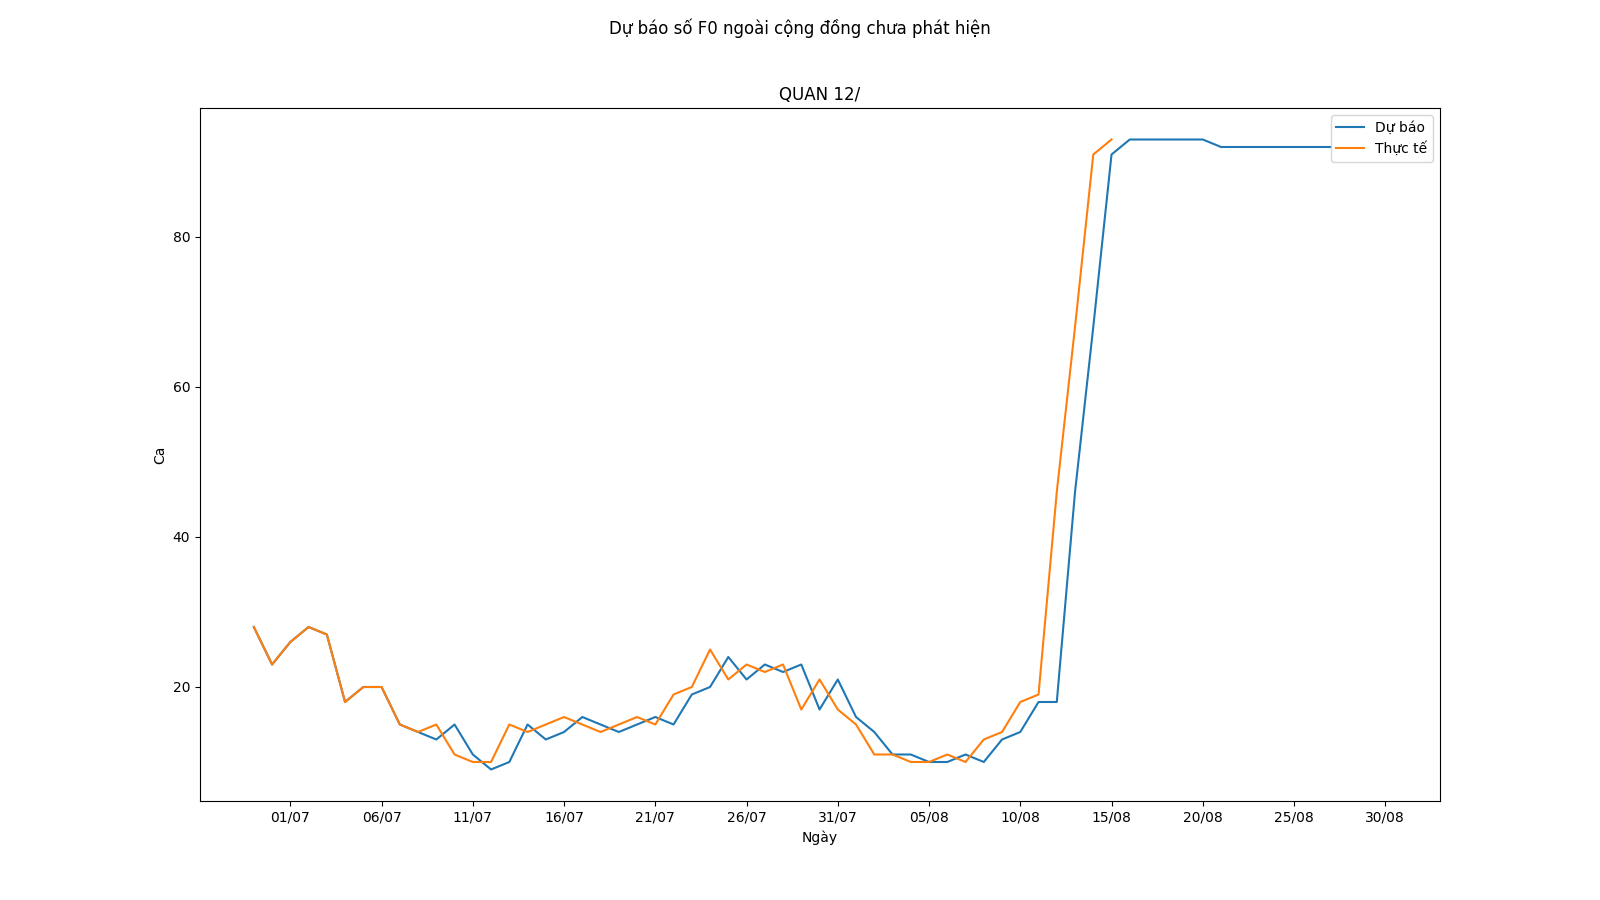 Dự báo số F0 ngoài cộng đồng chưa phát hiện
QUAN 12/
Dự báo
Thực tế
80
60
40
20
Ca
01/07 06/07 11/07 16/07 21/07 26/07 31/07 05/08 10/08 15/08 20/08 25/08 30/08
Ngày